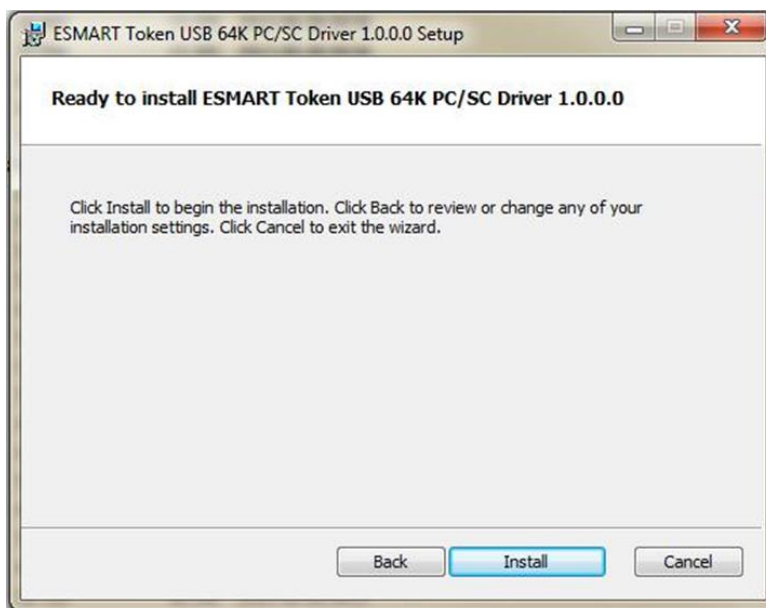 ESMART Token USB 64K PC/SC Driver 1.0.0.0 Setup
Ready to install ESMART Token USB 64K PC/SC Driver 1.0.0.0
Click Install to begin the installation. Click Back to review or change any of your
installation settings. Click Cancel to exit the wizard.
Back Install Cancel